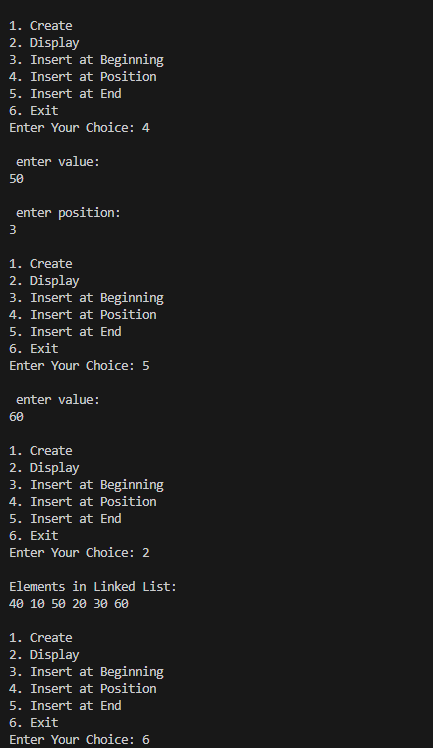 1. Create
2. Display
3. Insert at Beginning
4. Insert at Position
5. Insert at End
6. Exit
Enter Your Choice: 4
enter value:
50
enter position:
3
1. Create
2. Display
3. Insert at Beginning
4. Insert at Position
5. Insert at End
6. Exit
Enter Your Choice: 5
enter value:
60
1. Create
2. Display
3. Insert at Beginning
4. Insert at Position
5. Insert at End
6. Exit
Enter Your Choice: 2
Elements in Linked List:
40 10 50 20 30 60
1. Create
2. Display
3. Insert at Beginning
4. Insert at Position
5. Insert at End
6. Exit
Enter Your Choice: 6